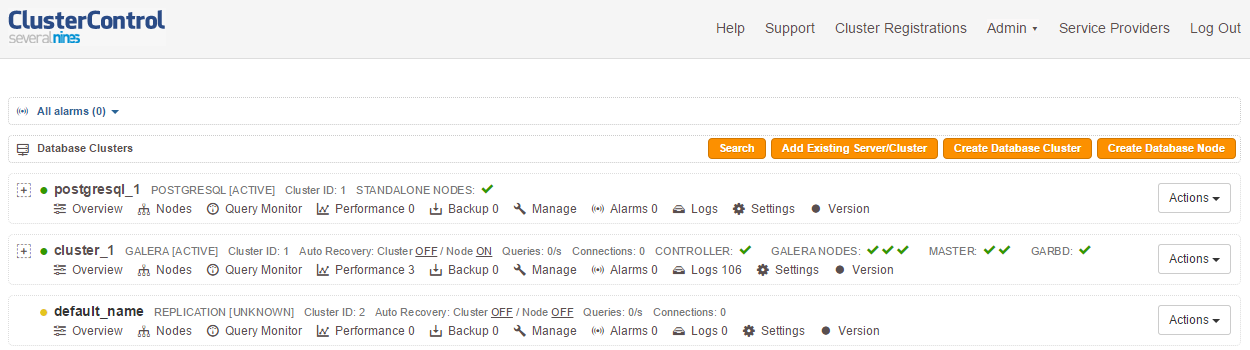 ClusterControl
severalnines
Help Support Cluster Registrations Admin Service Providers Log Out
All alarms (0)
Database Clusters Search Add Existing Server/Cluster Create Database Cluster Create Database Node
postgresql_1 POSTGRESQL [ACTIVE] Cluster ID: 1 STANDALONE NODES:
Overview Nodes Query Monitor Performance 0 Backup 0 Manage Alarms 0 Logs Settings Version
Actions
cluster_1 GALERA [ACTIVE] Cluster ID: 1 Auto Recovery: Cluster OFF / Node ON Queries: 0/s Connections: 0 CONTROLLER: GALERA NODES: MASTER: GARBD:
Overview Nodes Query Monitor Performance 3 Backup 0 Manage Alarms 0 Logs 106 Settings Version
Actions
default_name REPLICATION [UNKNOWN] Cluster ID: 2 Auto Recovery: Cluster OFF / Node OFF Queries: 0/s Connections: 0
Overview Nodes Query Monitor Performance 0 Backup 0 Manage Alarms 0 Logs 0 Settings Version
Actions